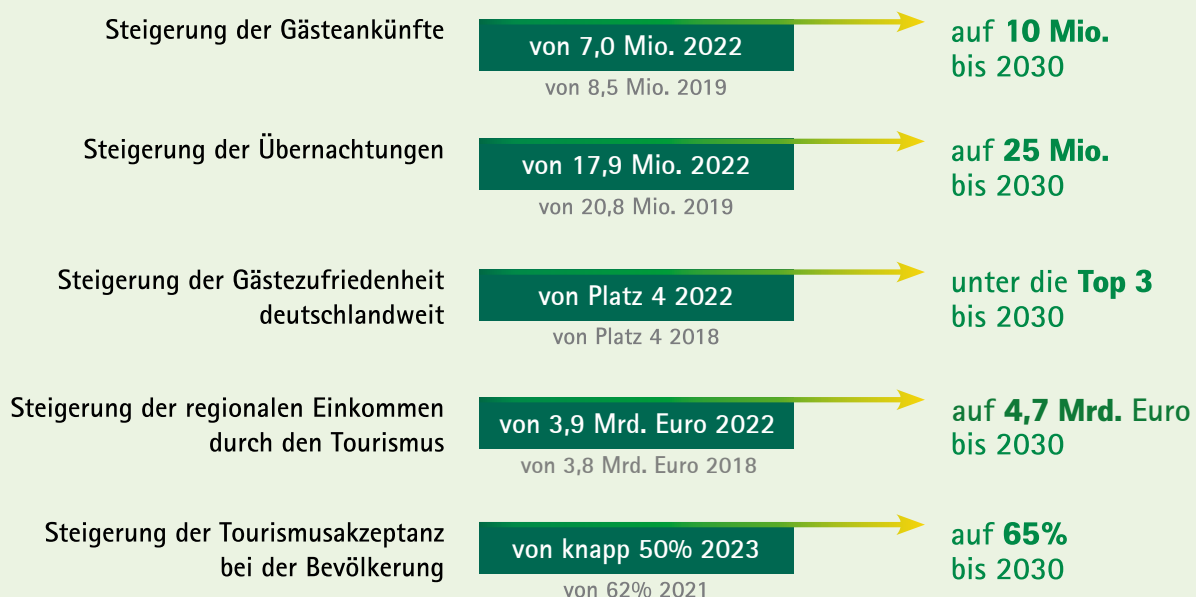 Steigerung der Gästeankünfte
von 7,0 Mio. 2022
von 8,5 Mio. 2019
auf 10 Mio.
bis 2030
Steigerung der Übernachtungen
von 17,9 Mio. 2022
von 20,8 Mio. 2019
auf 25 Mio.
bis 2030
Steigerung der Gästezufriedenheit
deutschlandweit
von Platz 4 2022
von Platz 4 2018
unter die Top 3
bis 2030
Steigerung der regionalen Einkommen
durch den Tourismus
von 3,9 Mrd. Euro 2022
von 3,8 Mrd. Euro 2018
auf 4,7 Mrd. Euro
bis 2030
Steigerung der Tourismusakzeptanz
bei der Bevölkerung
von knapp 50% 2023
von 62% 2021
auf 65%
bis 2030